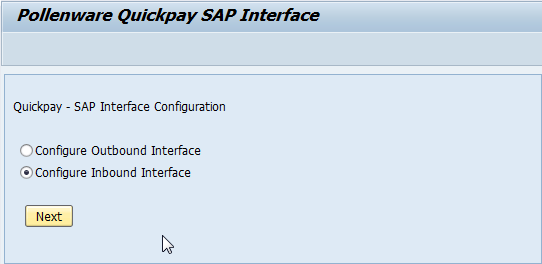 Pollenware Quickpay SAP Interface
Quickpay - SAP Interface Configuration
Configure Outbound Interface
Configure Inbound Interface
Next